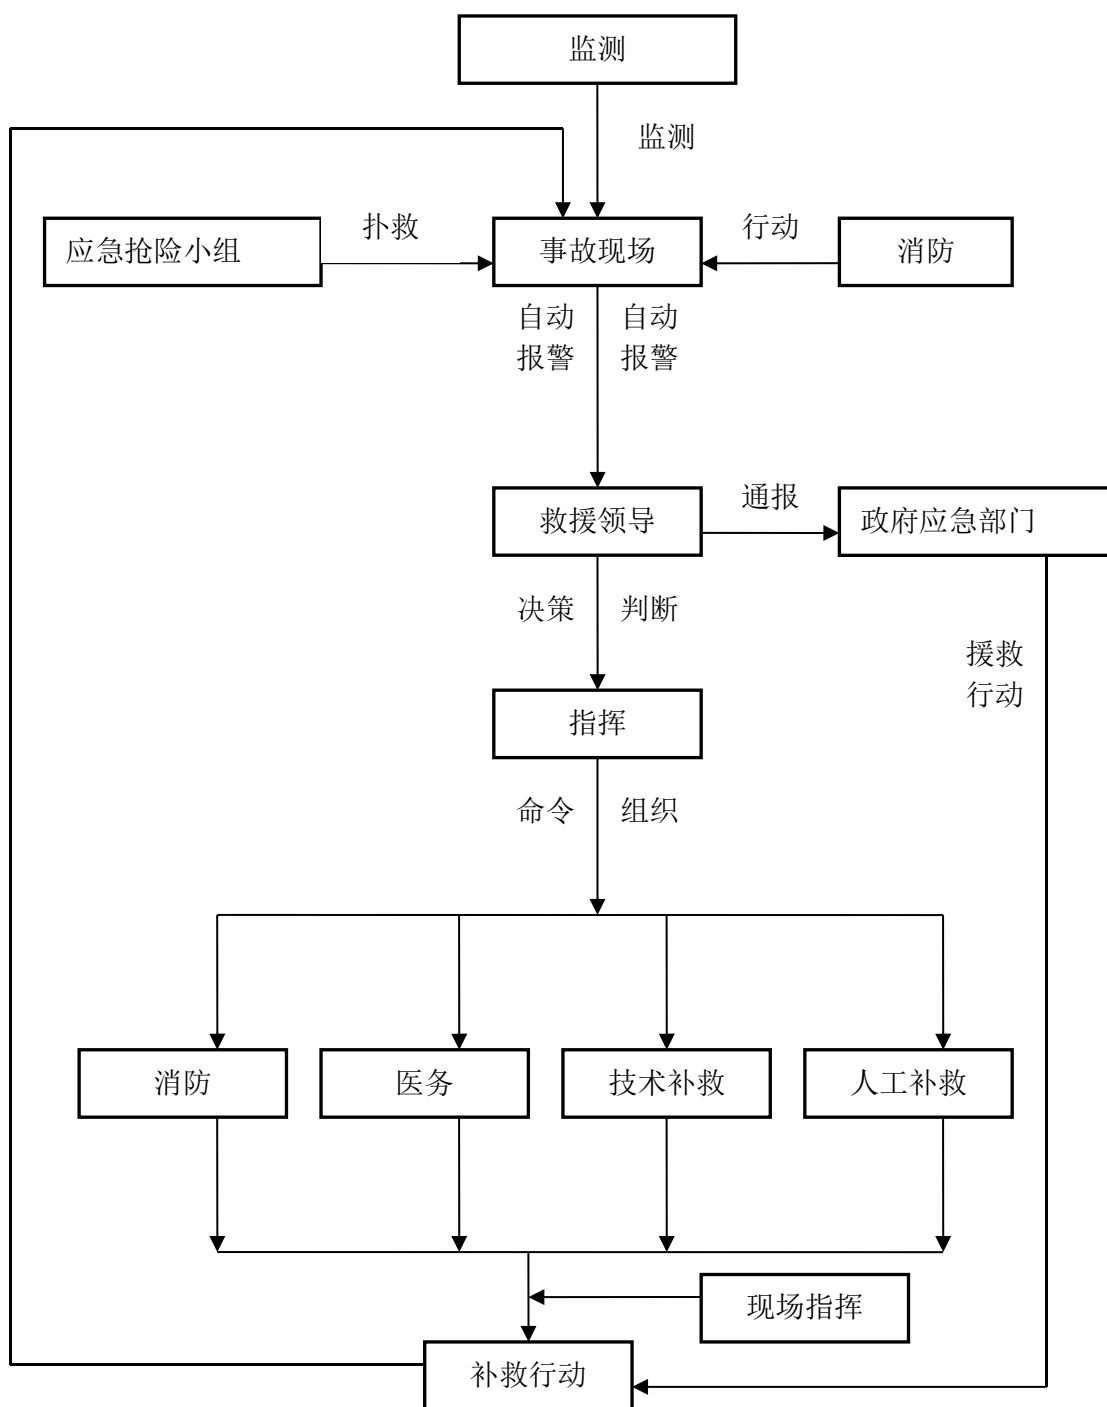 监测
监测
应急抢险小组
扑救
事故现场
行动
消防
自动
报警
自动
报警
救援领导
通报
政府应急部门
决策
判断
援救
行动
指挥
命令
组织
消防
医务
技术补救
人工补救
现场指挥
补救行动